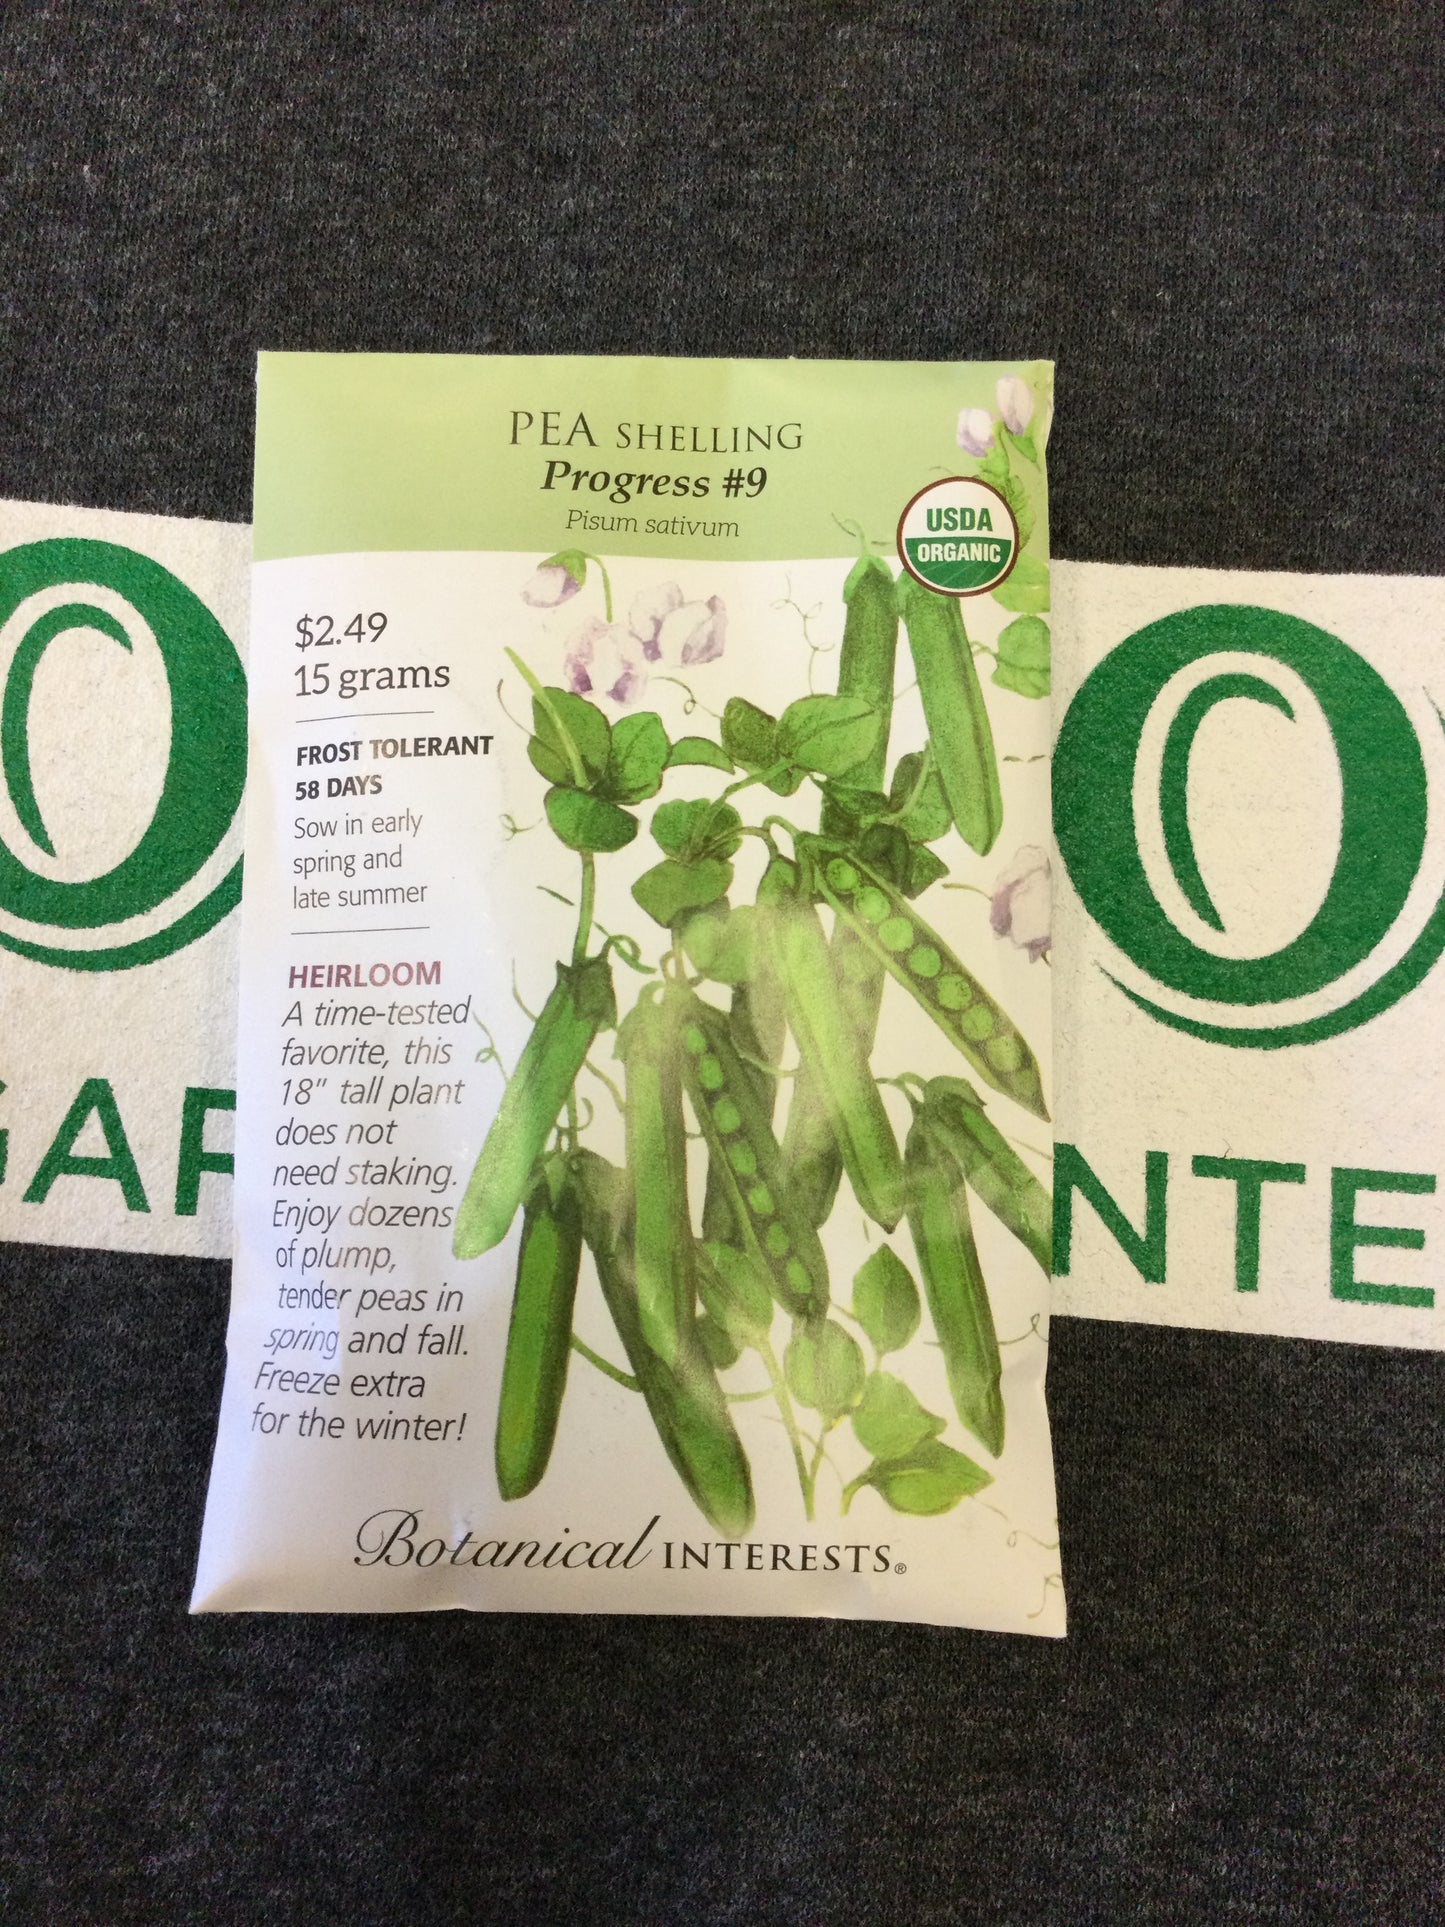 PEA SHELLING
Progress #9
Pisum sativum
USDA
ORGANIC
$2.49
15 grams
FROST TOLERANT
58 DAYS
Sow in early
spring and
late summer
HEIRLOOM
A time-tested
favorite, this
18" tall plant
does not
need staking.
Enjoy dozens
of plump,
tender peas in
spring and fall.
Freeze extra
for the winter!
Botanical INTERESTS®
O
O
GAR
NTE